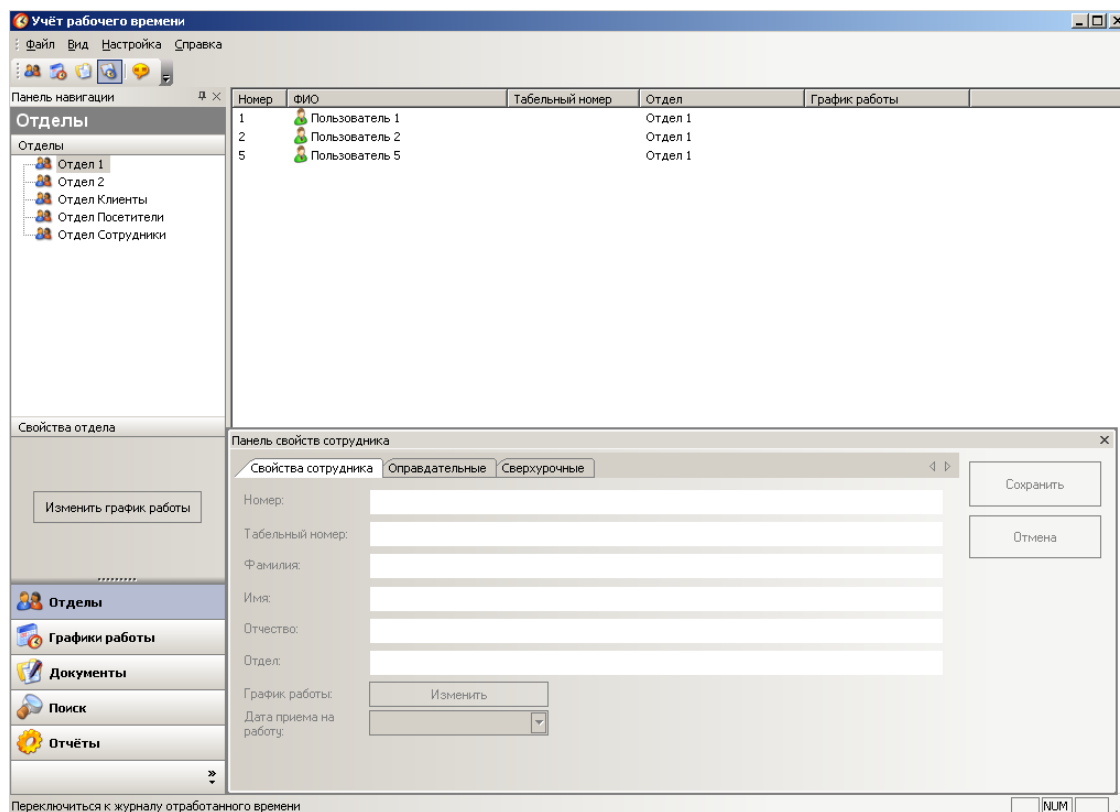 Учёт рабочего времени
Файл Вид Настройка Справка
Панель навигации
Отделы
Отделы
Отдел 1
Отдел 2
Отдел Клиенты
Отдел Посетители
Отдел Сотрудники
Свойства отдела
Изменить график работы
Отделы
Графики работы
Документы
Поиск
Отчёты
Номер ФИО Табельный номер Отдел График работы
1 Пользователь 1 Отдел 1
2 Пользователь 2 Отдел 1
5 Пользователь 5 Отдел 1
Панель свойств сотрудника
Свойства сотрудника Оправдательные Сверхурочные
Номер:
Табельный номер:
Фамилия:
Имя:
Отчество:
Отдел:
График работы: Изменить
Дата приема на
работу:
Сохранить
Отмена
Переключиться к журналу отработанного времени NUM